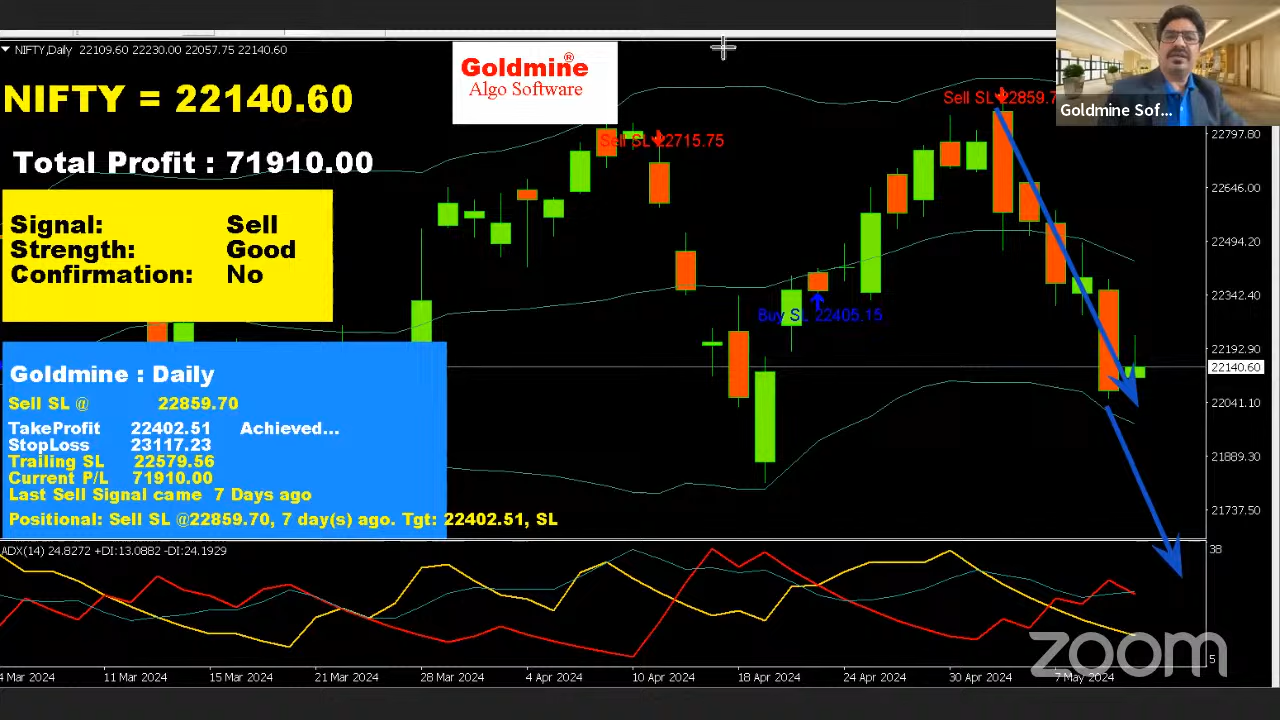 NIFTY,Daily 22109.60 22230.00 22057.75 22140.60
NIFTY = 22140.60
Goldmine®
Algo Software
Goldmine Sof...
Total Profit : 71910.00
Sell SL 22715.75
Sell SL 22859.7
Signal: Sell
Strength: Good
Confirmation: No
Buy SL 22405.15
Goldmine : Daily
Sell SL @ 22859.70
TakeProfit 22402.51 Achieved...
StopLoss 23117.23
Trailing SL 22579.56
Current P/L 71910.00
Last Sell Signal came 7 Days ago
Positional: Sell SL @22859.70, 7 day(s) ago. Tgt: 22402.51, SL
22797.80
22646.00
22494.20
22342.40
22192.90
22140.60
22041.10
21889.30
21737.50
ADX(14) 24.8272 +DI:13.0882 -DI:24.1929
38
5
zoom
4 Mar 2024 11 Mar 2024 15 Mar 2024 21 Mar 2024 28 Mar 2024 4 Apr 2024 10 Apr 2024 18 Apr 2024 24 Apr 2024 30 Apr 2024 7 May 2024